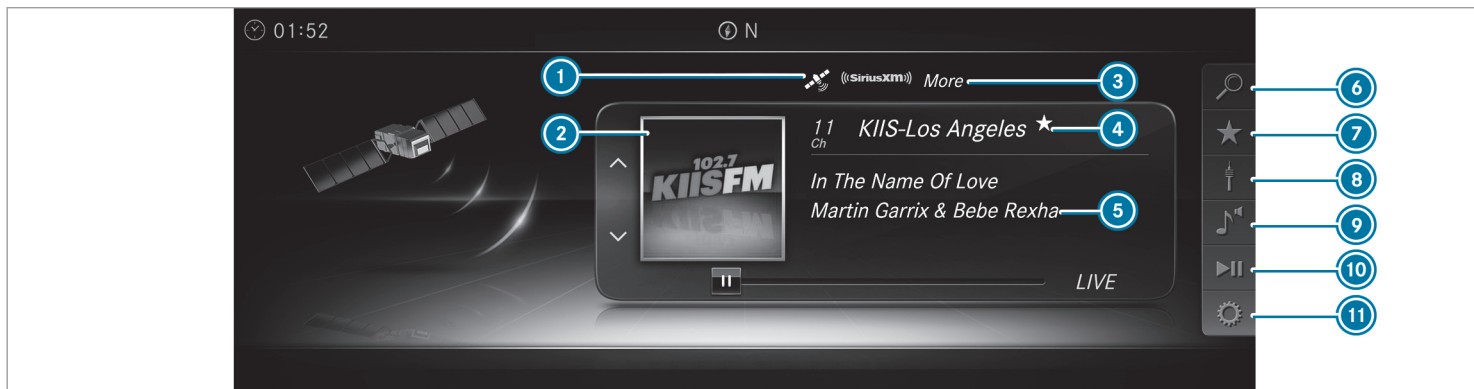 01:52
N
1
((SiriusXM))
More
3
6
2
11
Ch
KIIS-Los Angeles
4
7
102.7
KIISFM
In The Name Of Love
8
Martin Garrix & Bebe Rexha
5
9
LIVE
10
11